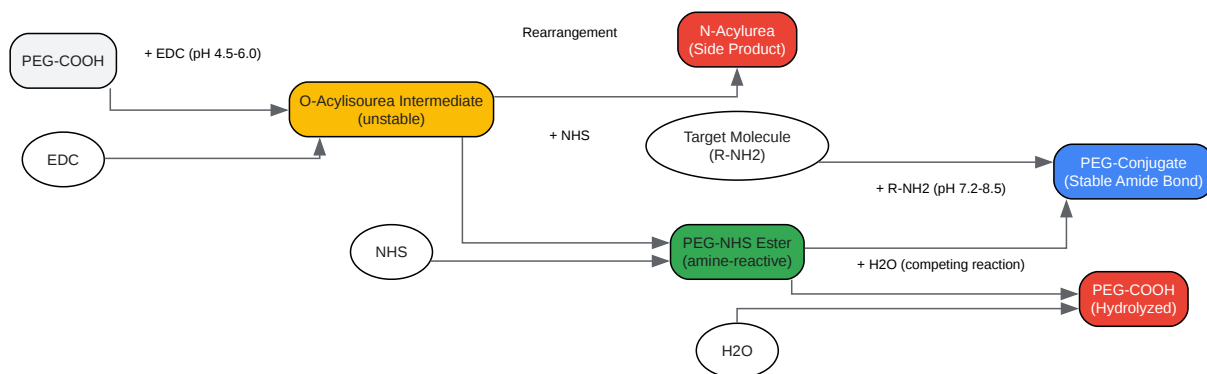 PEG-COOH
+ EDC (pH 4.5-6.0)
EDC
O-Acylisourea Intermediate
(unstable)
Rearrangement
N-Acylurea
(Side Product)
+ NHS
Target Molecule
(R-NH2)
NHS
PEG-NHS Ester
(amine-reactive)
+ R-NH2 (pH 7.2-8.5)
PEG-Conjugate
(Stable Amide Bond)
+ H2O (competing reaction)
H2O
PEG-COOH
(Hydrolyzed)